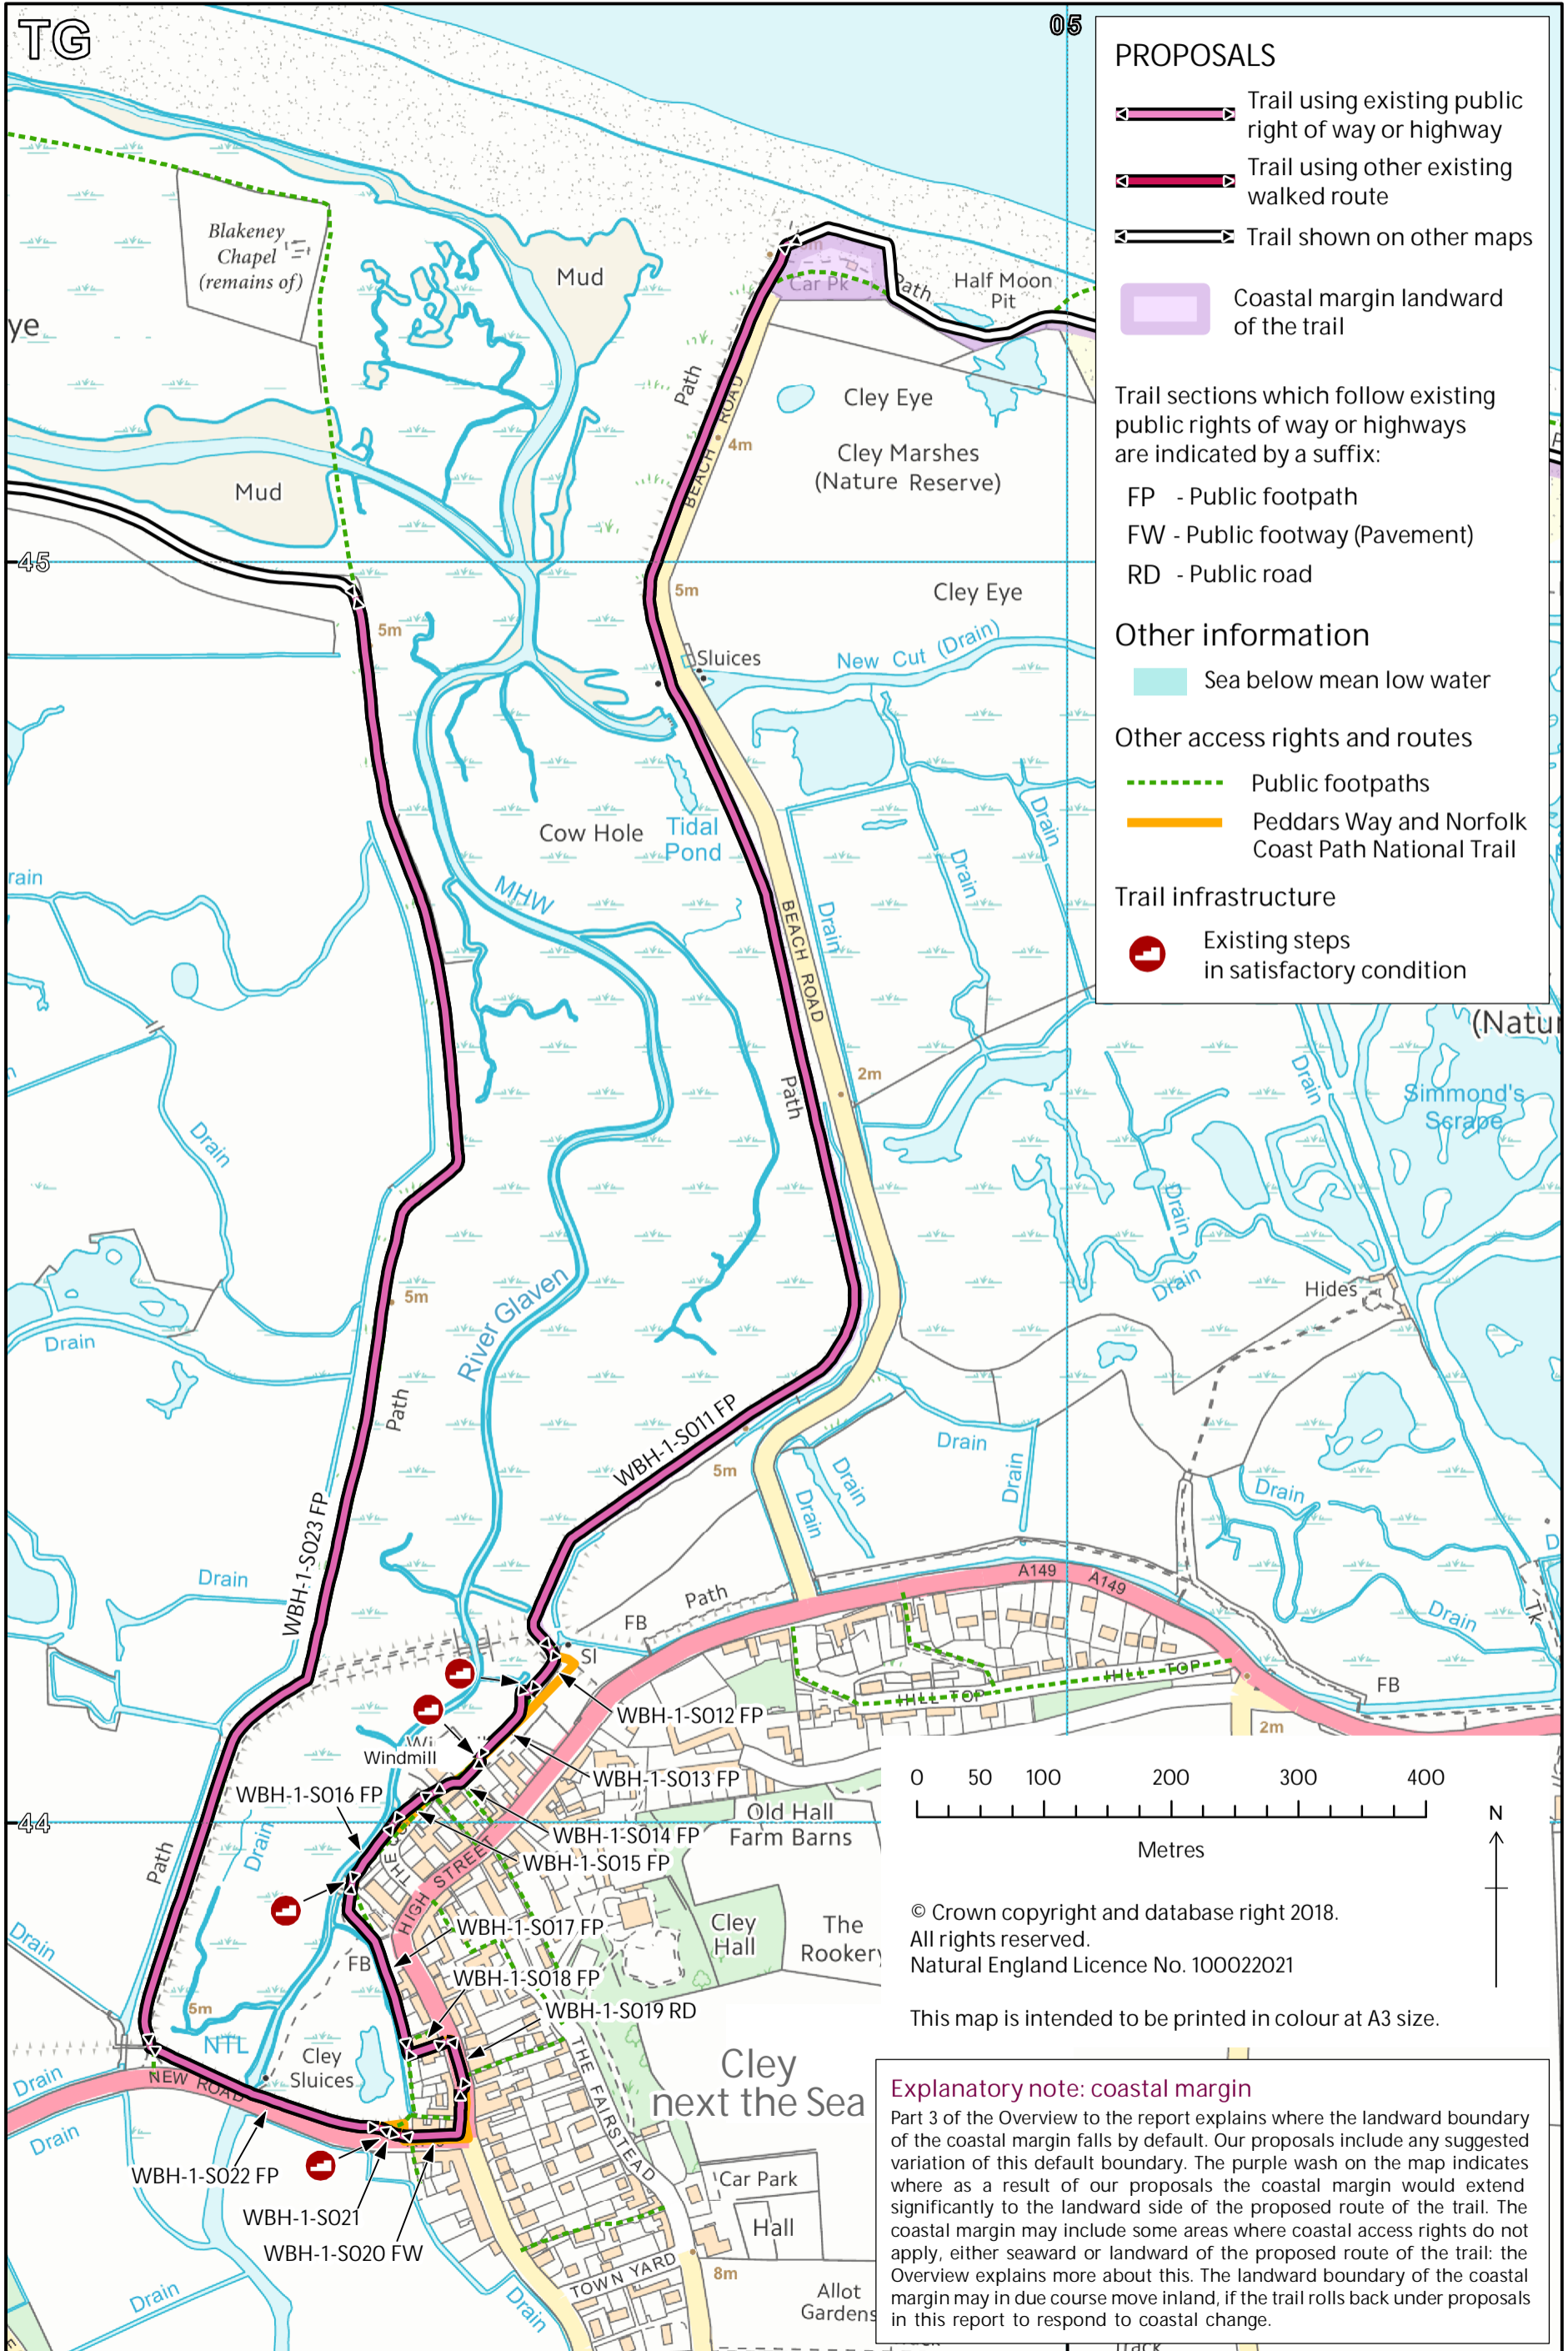 TG
05
PROPOSALS
Trail using existing public
right of way or highway
Trail using other existing
walked route
Trail shown on other maps
Coastal margin landward
of the trail
Trail sections which follow existing
public rights of way or highways
are indicated by a suffix:
FP - Public footpath
FW - Public footway (Pavement)
RD - Public road
Other information
Sea below mean low water
Other access rights and routes
Public footpaths
Peddars Way and Norfolk
Coast Path National Trail
Trail infrastructure
Existing steps
in satisfactory condition
Blakeney
Chapel
(remains of)
Mud
Car Pk
Path
Half Moon
Pit
ye
Path
BEACH ROAD
Cley Eye
4m
Cley Marshes
(Nature Reserve)
Mud
45
5m
Cley Eye
5m
Sluices
New Cut (Drain)
Cow Hole
Tidal
Pond
Drain
Drain
rain
MHW
BEACH ROAD
Drain
(Natur
2m
Path
Drain
Simmond's
Scrape
Drain
Drain
Drain
Hides
5m
River Glaven
Drain
Path
WBH-1-S011 FP
5m
Drain
Drain
Drain
Drain
Drain
WBH-1-S023 FP
Drain
A149
A149
Drain
Tk
Path
FB
SI
HILL TOP
HILL TOP
FB
2m
WBH-1-S012 FP
Windmill
WBH-1-S013 FP
WBH-1-S016 FP
44
WBH-1-S014 FP
WBH-1-S015 FP
Old Hall
Farm Barns
0 50 100 200 300 400
Metres
N
Path
Drain
THE
HIGH STREET
Drain
WBH-1-S017 FP
Cley
Hall
The
Rookery
FB
WBH-1-S018 FP
5m
WBH-1-S019 RD
NTL
Cley
Sluices
© Crown copyright and database right 2018.
All rights reserved.
Natural England Licence No. 100022021
This map is intended to be printed in colour at A3 size.
Drain
NEW ROAD
Drain
THE FAIRSTEAD
Cley
next the Sea
WBH-1-S022 FP
WBH-1-S021
WBH-1-S020 FW
Car Park
Hall
TOWN YARD
8m
Drain
Drain
Allot
Gardens
Explanatory note: coastal margin
Part 3 of the Overview to the report explains where the landward boundary
of the coastal margin falls by default. Our proposals include any suggested
variation of this default boundary. The purple wash on the map indicates
where as a result of our proposals the coastal margin would extend
significantly to the landward side of the proposed route of the trail. The
coastal margin may include some areas where coastal access rights do not
apply, either seaward or landward of the proposed route of the trail: the
Overview explains more about this. The landward boundary of the coastal
margin may in due course move inland, if the trail rolls back under proposals
in this report to respond to coastal change.